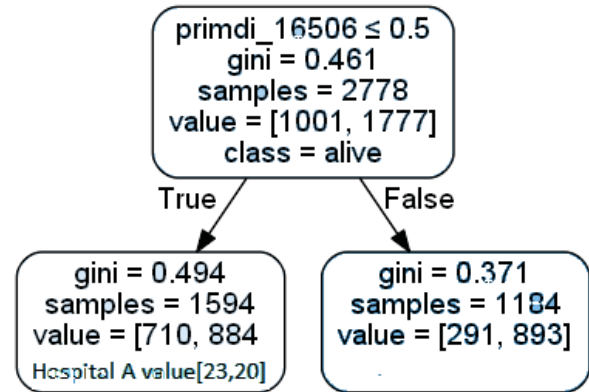 primdi_16506 ≤ 0.5
gini = 0.461
samples = 2778
value = [1001, 1777]
class = alive
True
False
gini = 0.494
samples = 1594
value = [710, 884
Hospital A value[23,20]
gini = 0.371
samples = 1184
value = [291, 893]